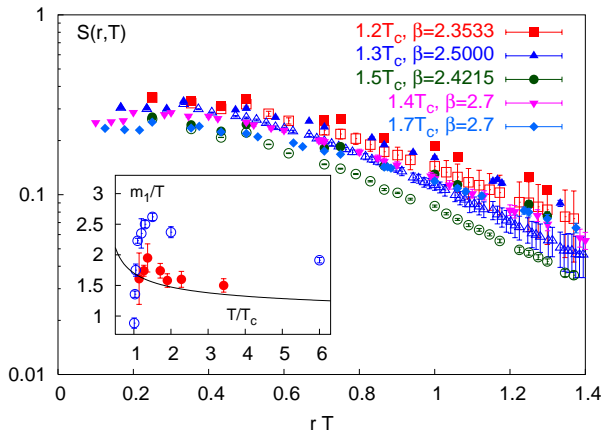 S(r,T)
1.2T_c, β=2.3533
1.3T_c, β=2.5000
1.5T_c, β=2.4215
1.4T_c, β=2.7
1.7T_c, β=2.7
1
0.1
0.01
m_1/T
3
2.5
2
1.5
1
T/T_c
1 2 3 4 5 6
0 0.2 0.4 0.6 0.8 1 1.2 1.4
r T